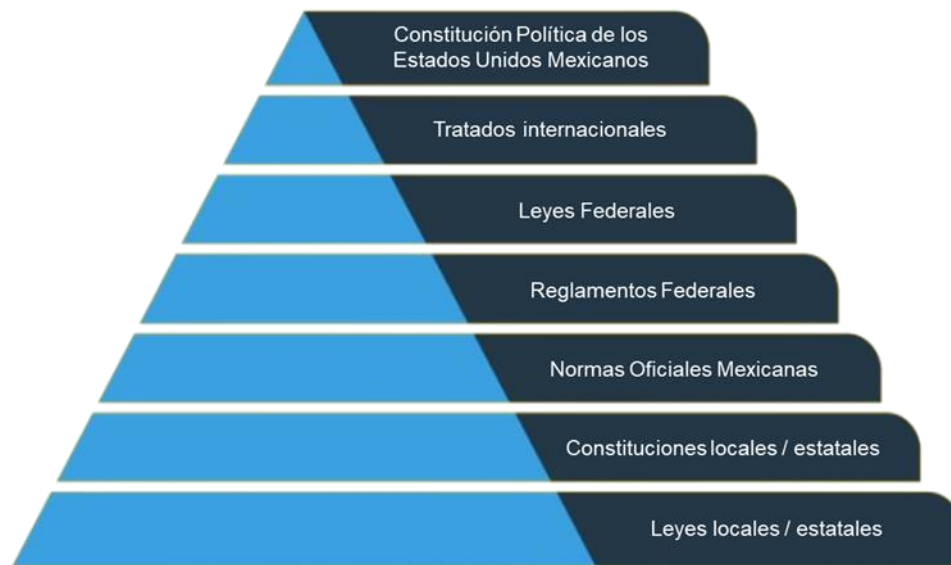 Constitución Política de los
Estados Unidos Mexicanos
Tratados internacionales
Leyes Federales
Reglamentos Federales
Normas Oficiales Mexicanas
Constituciones locales / estatales
Leyes locales / estatales